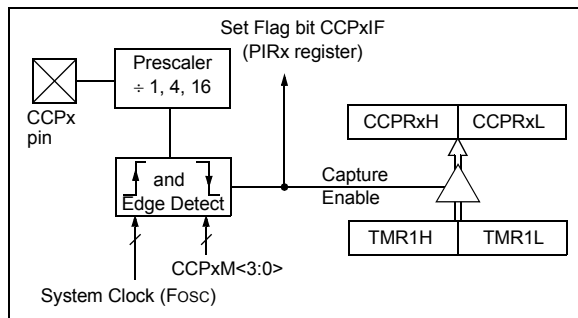 Set Flag bit CCPxIF
(PIRx register)
Prescaler
÷ 1, 4, 16
CCPx
pin
CCPRxH
CCPRxL
and
Edge Detect
Capture
Enable
TMR1H
TMR1L
CCPxM<3:0>
System Clock (FOSC)